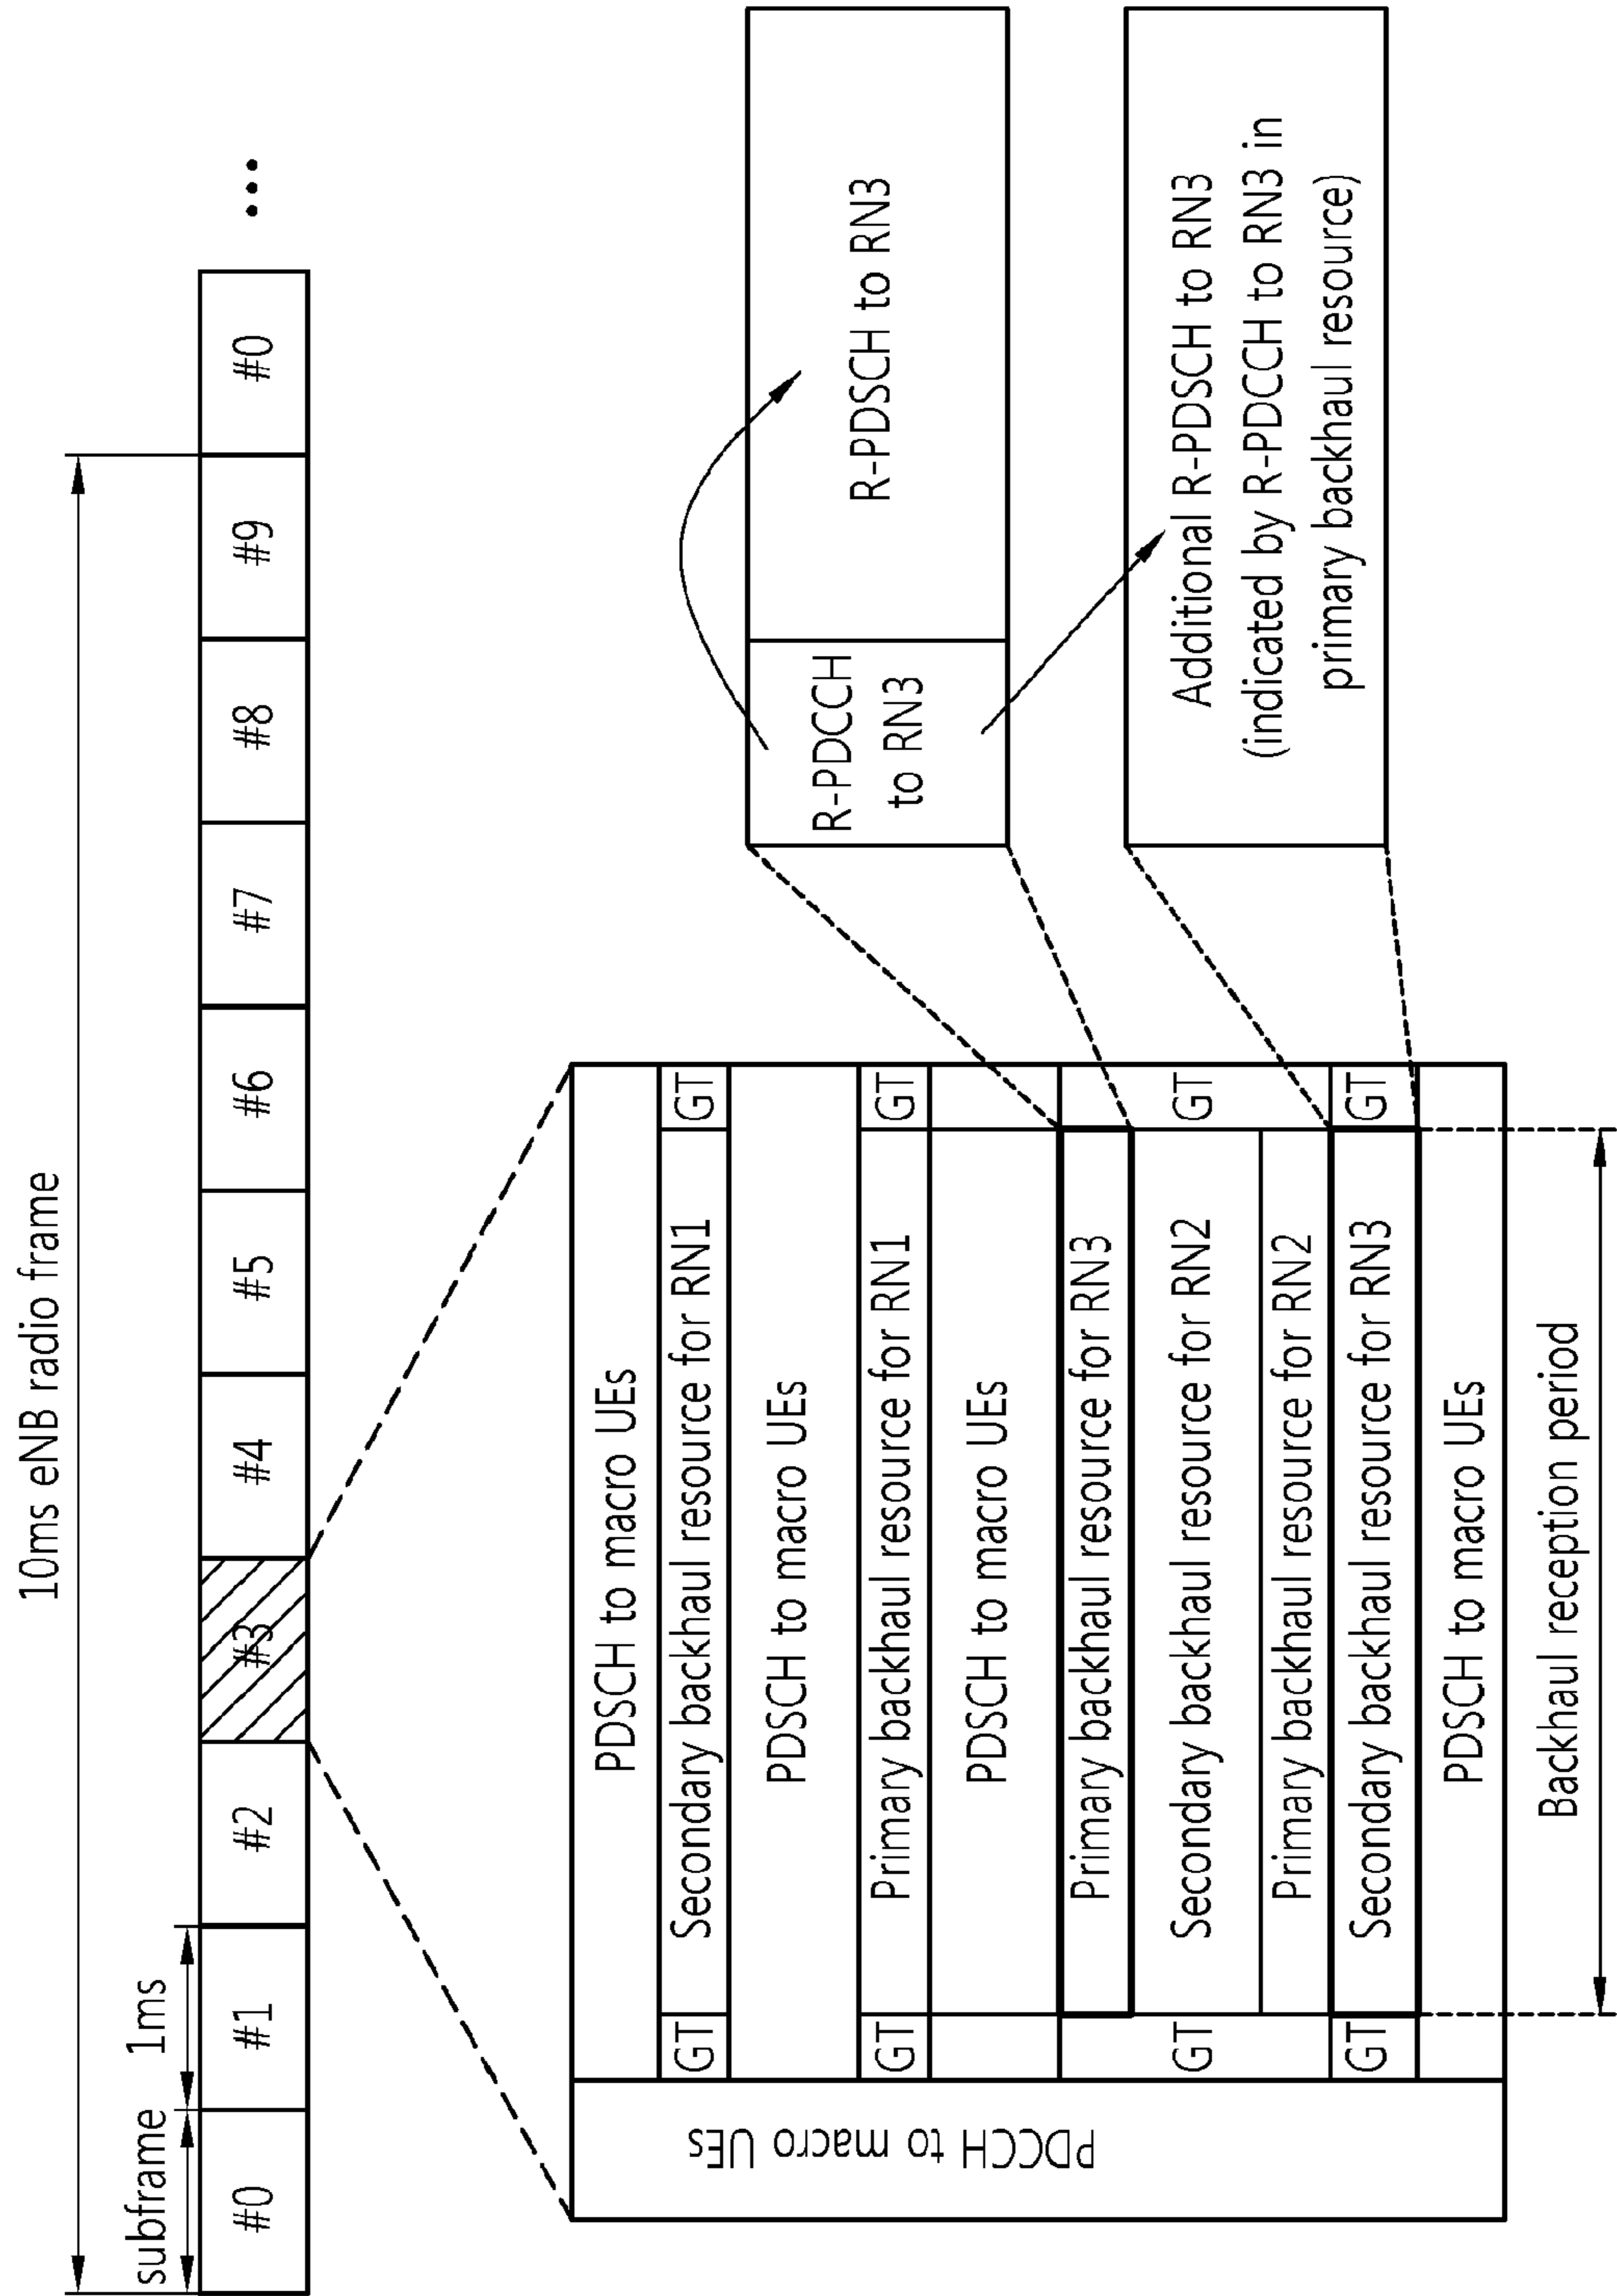 10ms eNB radio frame
subframe
1ms
#0
#1
#2
#3
#4
#5
#6
#7
#8
#9
#0
...
PDCCH to macro UEs
PDSCH to macro UEs
GT
Secondary backhaul resource for RN1
GT
PDSCH to macro UEs
GT
Primary backhaul resource for RN1
GT
PDSCH to macro UEs
Primary backhaul resource for RN3
GT
Secondary backhaul resource for RN2
GT
Primary backhaul resource for RN2
GT
Secondary backhaul resource for RN3
GT
PDSCH to macro UEs
Backhaul reception period
R-PDCCH
to RN3
R-PDSCH to RN3
Additional R-PDSCH to RN3
(indicated by R-PDCCH to RN3 in
primary backhaul resource)